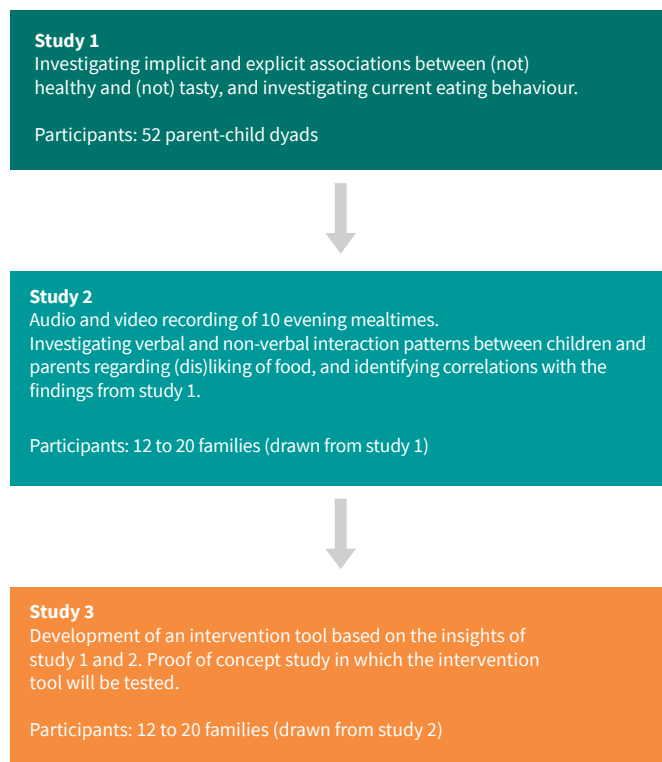 Study 1
Investigating implicit and explicit associations between (not)
healthy and (not) tasty, and investigating current eating behaviour.
Participants: 52 parent-child dyads
Study 2
Audio and video recording of 10 evening mealtimes.
Investigating verbal and non-verbal interaction patterns between children and
parents regarding (dis)liking of food, and identifying correlations with the
findings from study 1.
Participants: 12 to 20 families (drawn from study 1)
Study 3
Development of an intervention tool based on the insights of
study 1 and 2. Proof of concept study in which the intervention
tool will be tested.
Participants: 12 to 20 families (drawn from study 2)